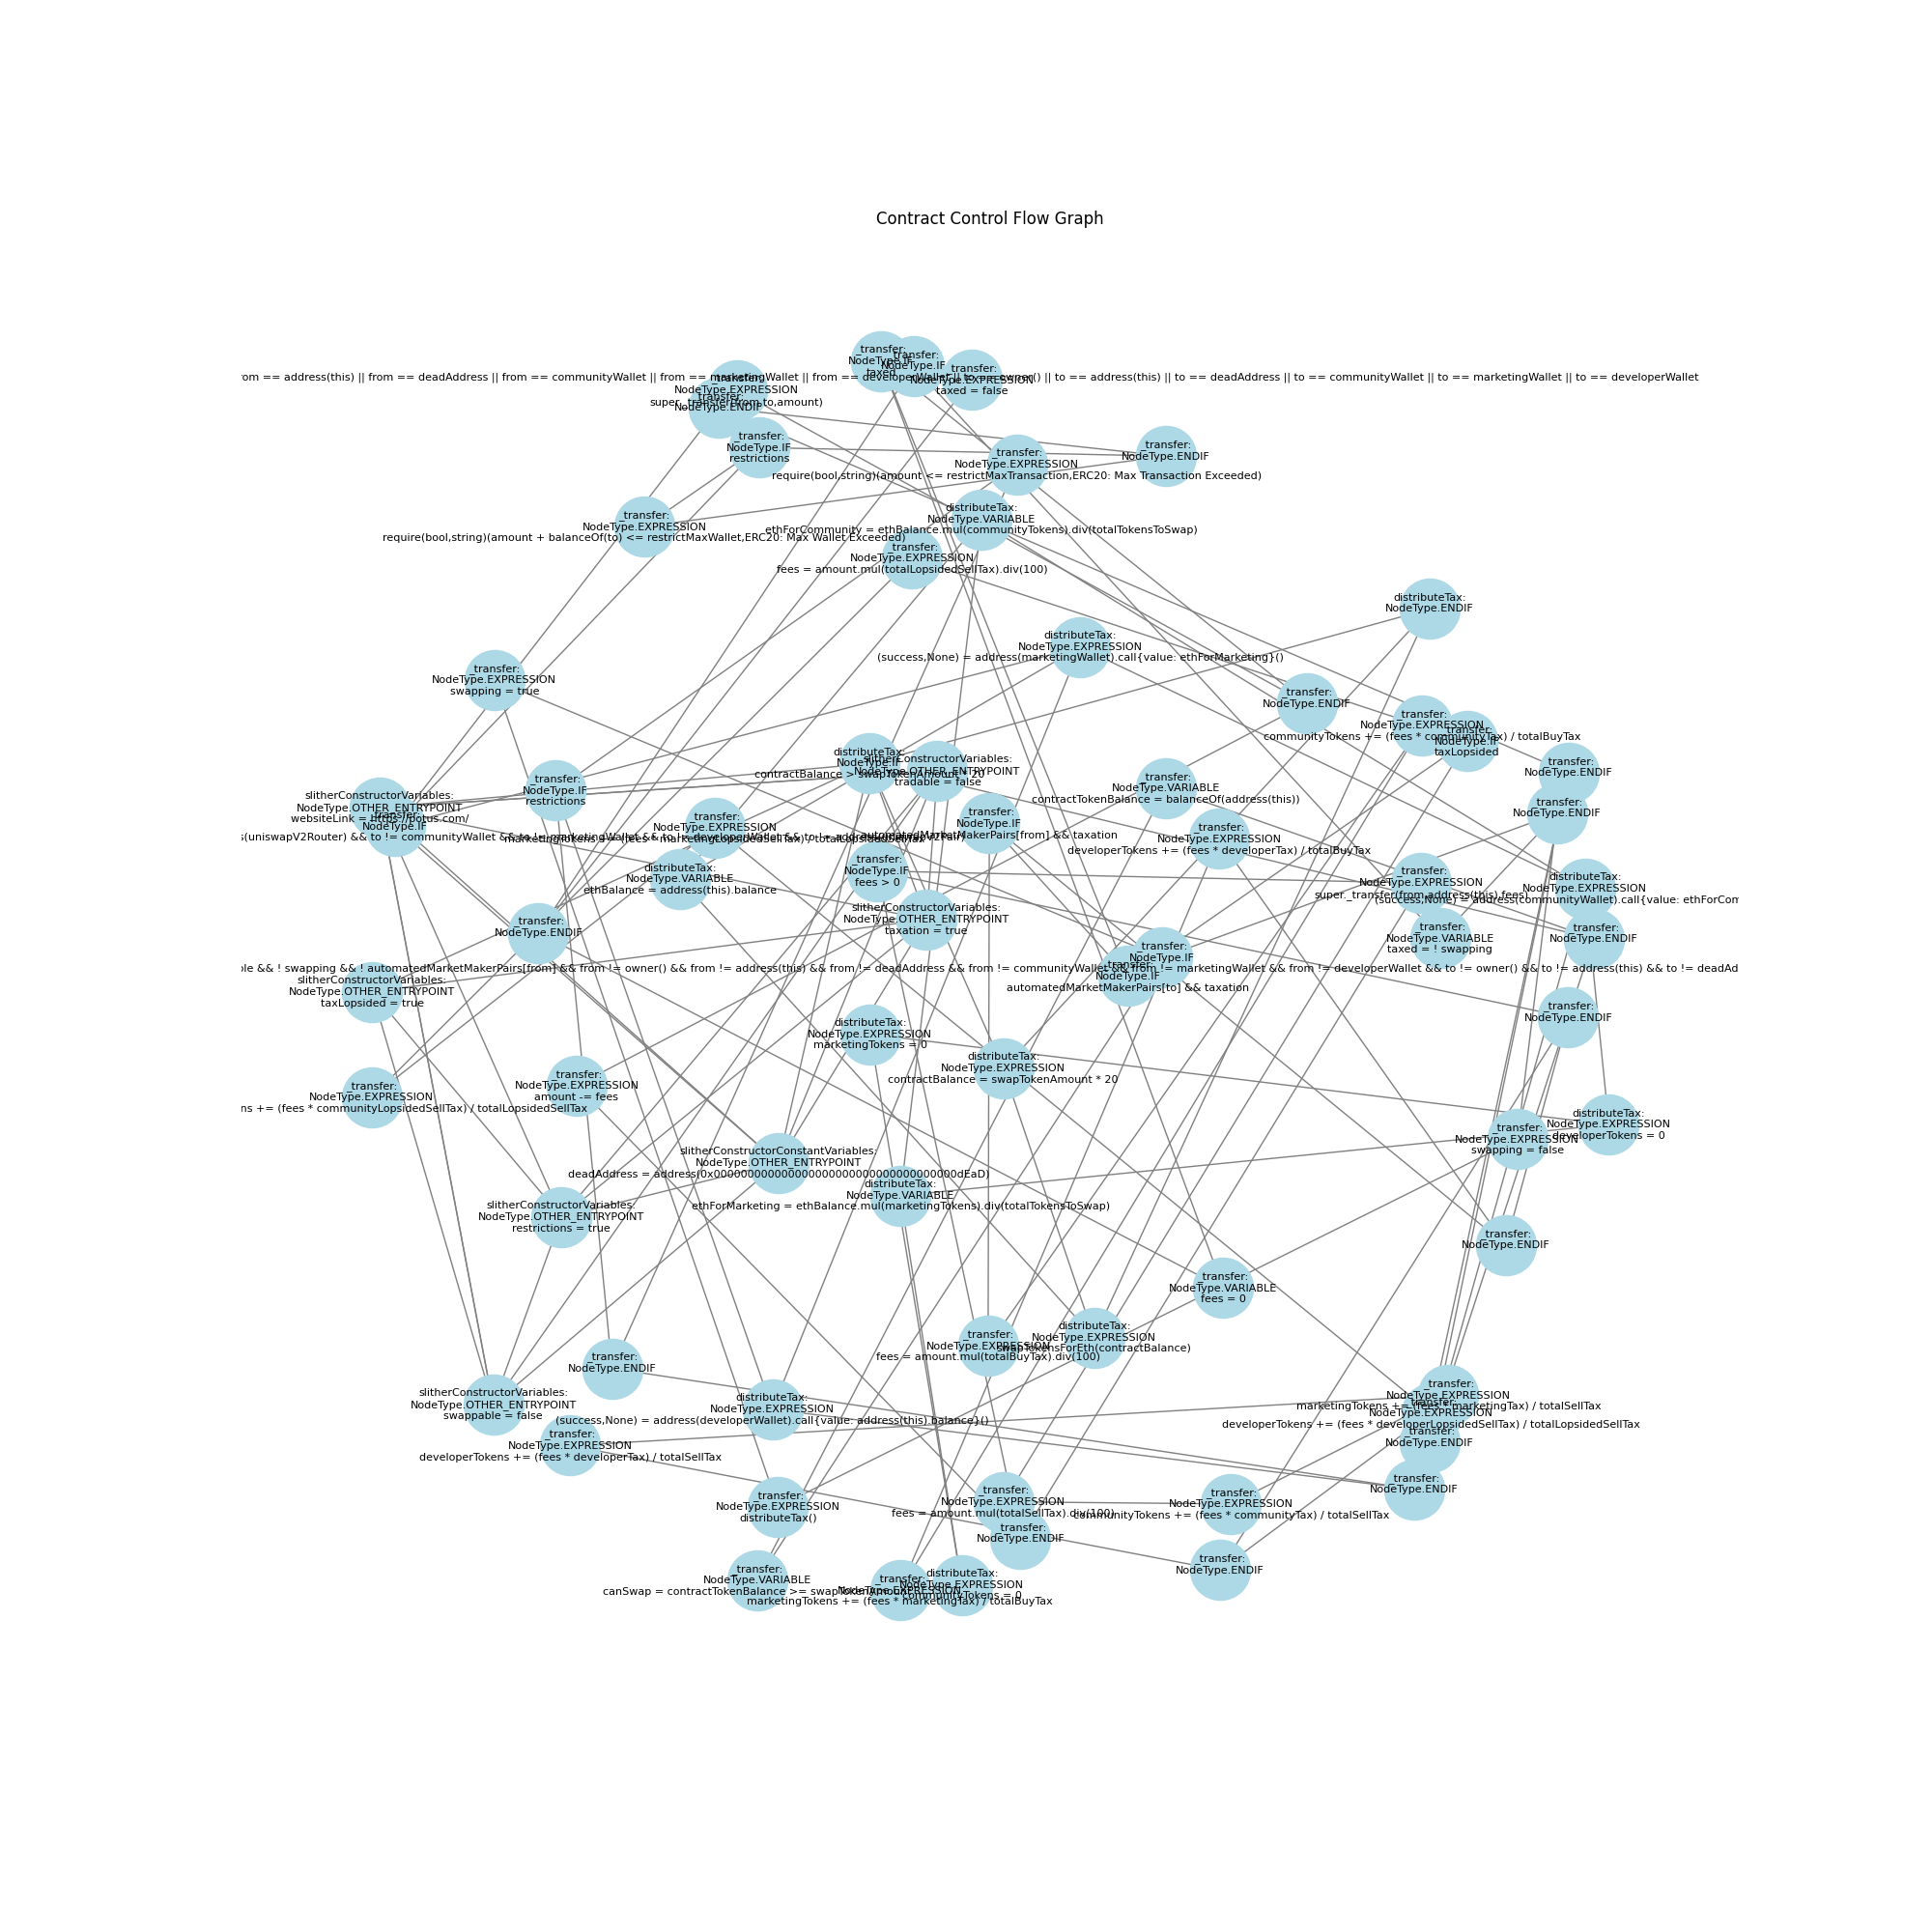 Contract Control Flow Graph
_transfer:
NodeType.IF
taxed
_transfer:
NodeType.IF
from == address(this) || from == deadAddress || from == communityWallet || from == marketingWallet || from == developerWallet || to == owner() || to == address(this) || to == deadAddress || to == communityWallet || to == marketingWallet || to == developerWallet
_transfer:
NodeType.EXPRESSION
taxed = false
_transfer:
NodeType.EXPRESSION
super._transfer(from,to,amount)
_transfer:
NodeType.ENDIF
_transfer:
NodeType.IF
restrictions
_transfer:
NodeType.ENDIF
_transfer:
NodeType.EXPRESSION
require(bool,string)(amount <= restrictMaxTransaction,ERC20: Max Transaction Exceeded)
_transfer:
NodeType.EXPRESSION
require(bool,string)(amount + balanceOf(to) <= restrictMaxWallet,ERC20: Max Wallet Exceeded)
distributeTax:
NodeType.VARIABLE
ethForCommunity = ethBalance.mul(communityTokens).div(totalTokensToSwap)
_transfer:
NodeType.EXPRESSION
fees = amount.mul(totalLopsidedSellTax).div(100)
distributeTax:
NodeType.ENDIF
distributeTax:
NodeType.EXPRESSION
(success,None) = address(marketingWallet).call{value: ethForMarketing}()
_transfer:
NodeType.EXPRESSION
swapping = true
_transfer:
NodeType.ENDIF
_transfer:
NodeType.EXPRESSION
communityTokens += (fees * communityTax) / totalBuyTax
_transfer:
NodeType.IF
taxLopsided
_transfer:
NodeType.ENDIF
_transfer:
NodeType.ENDIF
distributeTax:
NodeType.IF
contractBalance > swapTokenAmount * 20
slitherConstructorVariables:
NodeType.OTHER_ENTRYPOINT
tradable = false
_transfer:
NodeType.VARIABLE
contractTokenBalance = balanceOf(address(this))
_transfer:
NodeType.IF
restrictions
slitherConstructorVariables:
NodeType.OTHER_ENTRYPOINT
websiteLink = https://potus.com/
_transfer:
NodeType.IF
(uniswapV2Router) && to != communityWallet && to != marketingWallet && to != developerWallet && to != address(uniswapV2Pair)
_transfer:
NodeType.EXPRESSION
marketingTokens += (fees * marketingLopsidedSellTax) / totalLopsidedSellTax
_transfer:
NodeType.IF
automatedMarketMakerPairs[from] && taxation
_transfer:
NodeType.EXPRESSION
developerTokens += (fees * developerTax) / totalBuyTax
distributeTax:
NodeType.VARIABLE
ethBalance = address(this).balance
_transfer:
NodeType.IF
fees > 0
_transfer:
NodeType.EXPRESSION
super._transfer(from,address(this),fees)
distributeTax:
NodeType.EXPRESSION
(success,None) = address(communityWallet).call{value: ethForCom
slitherConstructorVariables:
NodeType.OTHER_ENTRYPOINT
taxation = true
_transfer:
NodeType.ENDIF
_transfer:
NodeType.VARIABLE
taxed = ! swapping
_transfer:
NodeType.ENDIF
_transfer:
NodeType.IF
le && ! swapping && ! automatedMarketMakerPairs[from] && from != owner() && from != address(this) && from != deadAddress && from != communityWallet && from != marketingWallet && from != developerWallet && to != owner() && to != address(this) && to != deadAd
_transfer:
NodeType.IF
automatedMarketMakerPairs[to] && taxation
slitherConstructorVariables:
NodeType.OTHER_ENTRYPOINT
taxLopsided = true
_transfer:
NodeType.ENDIF
distributeTax:
NodeType.EXPRESSION
marketingTokens = 0
distributeTax:
NodeType.EXPRESSION
contractBalance = swapTokenAmount * 20
_transfer:
NodeType.EXPRESSION
ns += (fees * communityLopsidedSellTax) / totalLopsidedSellTax
_transfer:
NodeType.EXPRESSION
amount -= fees
distributeTax:
NodeType.EXPRESSION
developerTokens = 0
_transfer:
NodeType.EXPRESSION
swapping = false
slitherConstructorConstantVariables:
NodeType.OTHER_ENTRYPOINT
deadAddress = address(0x000000000000000000000000000000000000dEaD)
distributeTax:
NodeType.VARIABLE
ethForMarketing = ethBalance.mul(marketingTokens).div(totalTokensToSwap)
slitherConstructorVariables:
NodeType.OTHER_ENTRYPOINT
restrictions = true
_transfer:
NodeType.ENDIF
_transfer:
NodeType.VARIABLE
fees = 0
distributeTax:
NodeType.EXPRESSION
swapTokensForEth(contractBalance)
_transfer:
NodeType.EXPRESSION
fees = amount.mul(totalBuyTax).div(100)
_transfer:
NodeType.ENDIF
slitherConstructorVariables:
NodeType.OTHER_ENTRYPOINT
swappable = false
distributeTax:
NodeType.EXPRESSION
(success,None) = address(developerWallet).call{value: address(this).balance}()
_transfer:
NodeType.EXPRESSION
marketingTokens += (fees * marketingTax) / totalSellTax
_transfer:
NodeType.EXPRESSION
developerTokens += (fees * developerLopsidedSellTax) / totalLopsidedSellTax
_transfer:
NodeType.ENDIF
_transfer:
NodeType.EXPRESSION
developerTokens += (fees * developerTax) / totalSellTax
_transfer:
NodeType.ENDIF
_transfer:
NodeType.EXPRESSION
distributeTax()
_transfer:
NodeType.EXPRESSION
fees = amount.mul(totalSellTax).div(100)
_transfer:
NodeType.EXPRESSION
communityTokens += (fees * communityTax) / totalSellTax
_transfer:
NodeType.ENDIF
_transfer:
NodeType.ENDIF
_transfer:
NodeType.VARIABLE
canSwap = contractTokenBalance >= swapTokenAmount
_transfer:
NodeType.EXPRESSION
marketingTokens += (fees * marketingTax) / totalBuyTax
distributeTax:
NodeType.EXPRESSION
communityTokens = 0